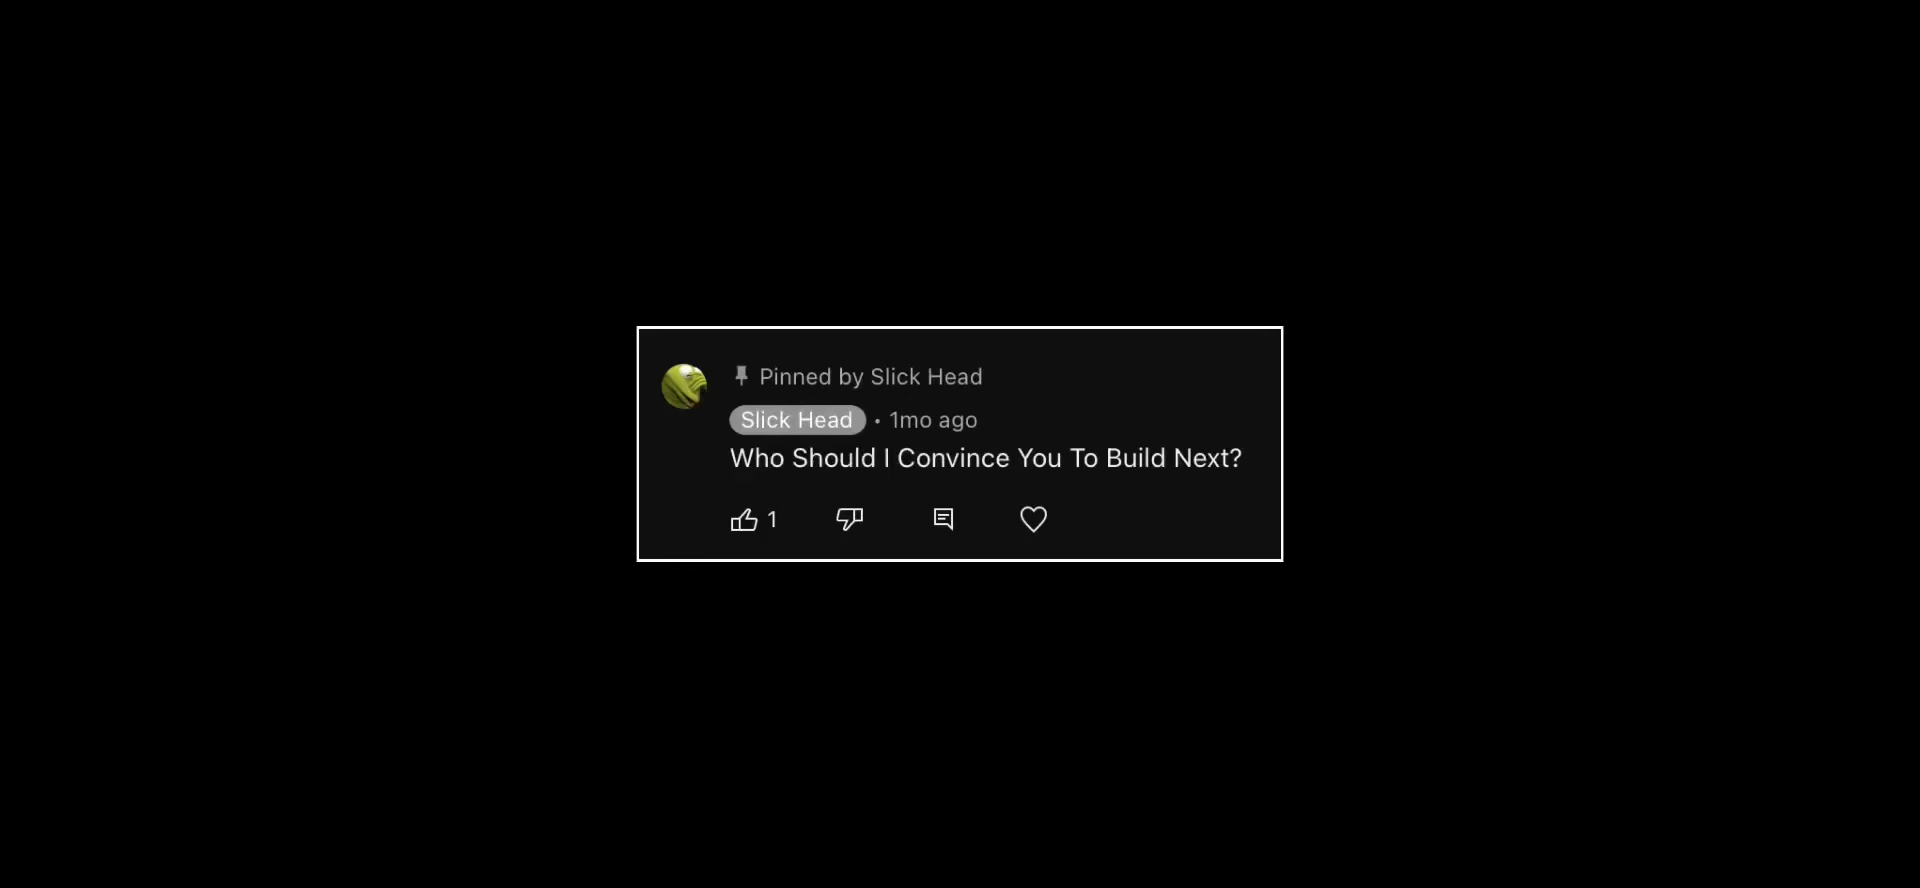 Pinned by Slick Head
Slick Head • 1mo ago
Who Should I Convince You To Build Next?
1